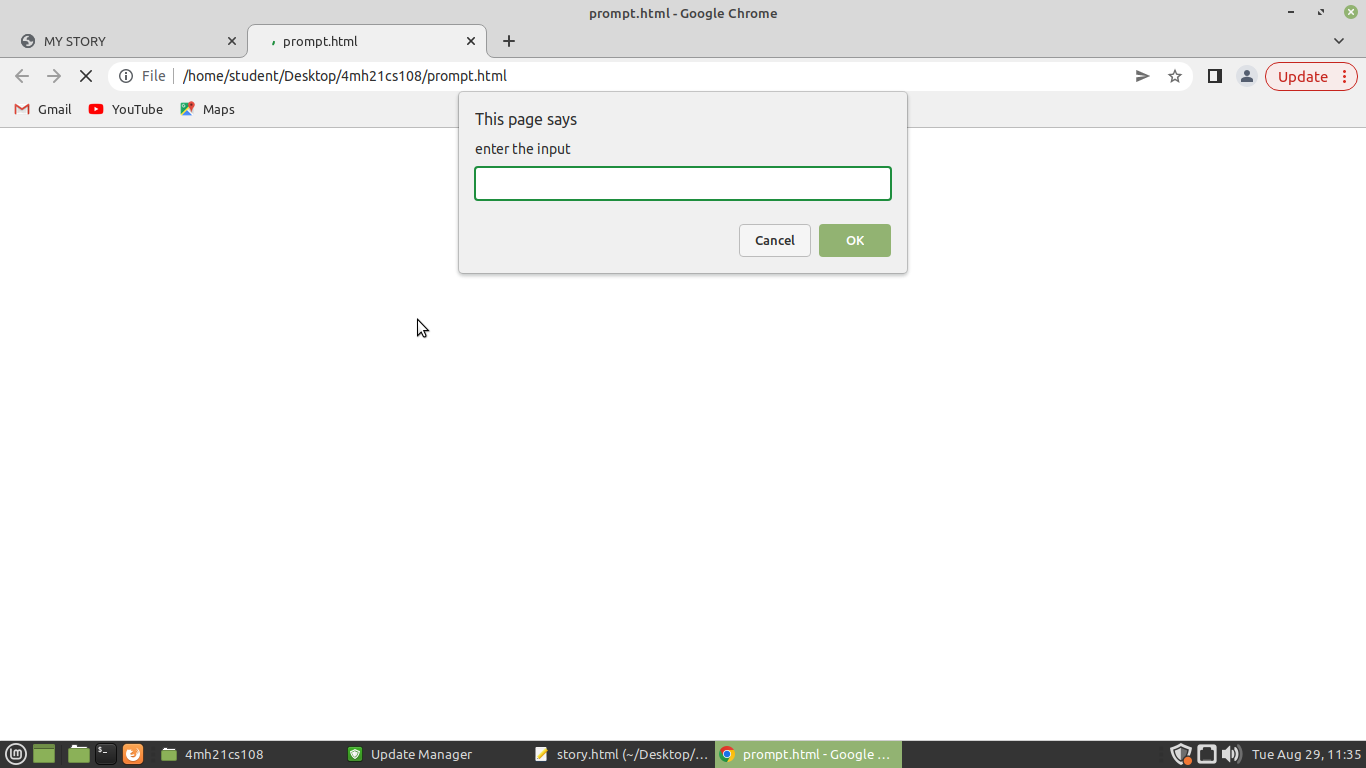 prompt.html - Google Chrome
MY STORY
prompt.html
File
/home/student/Desktop/4mh21cs108/prompt.html
Update
Gmail
YouTube
Maps
This page says
enter the input
Cancel
OK
4mh21cs108
Update Manager
story.html (~/Desktop/...
prompt.html - Google ...
Tue Aug 29, 11:35